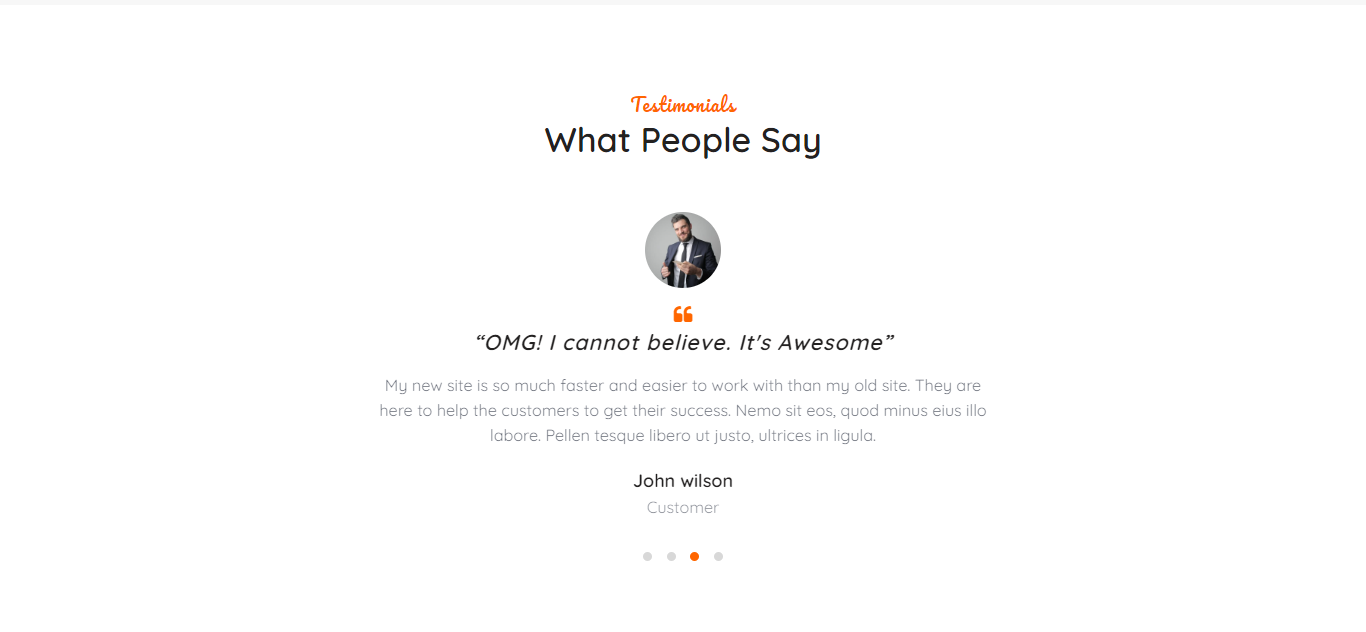 Testimonials
What People Say
“OMG! I cannot believe. It's Awesome”
My new site is so much faster and easier to work with than my old site. They are
here to help the customers to get their success. Nemo sit eos, quod minus eius illo
labore. Pellen tesque libero ut justo, ultrices in ligula.
John wilson
Customer